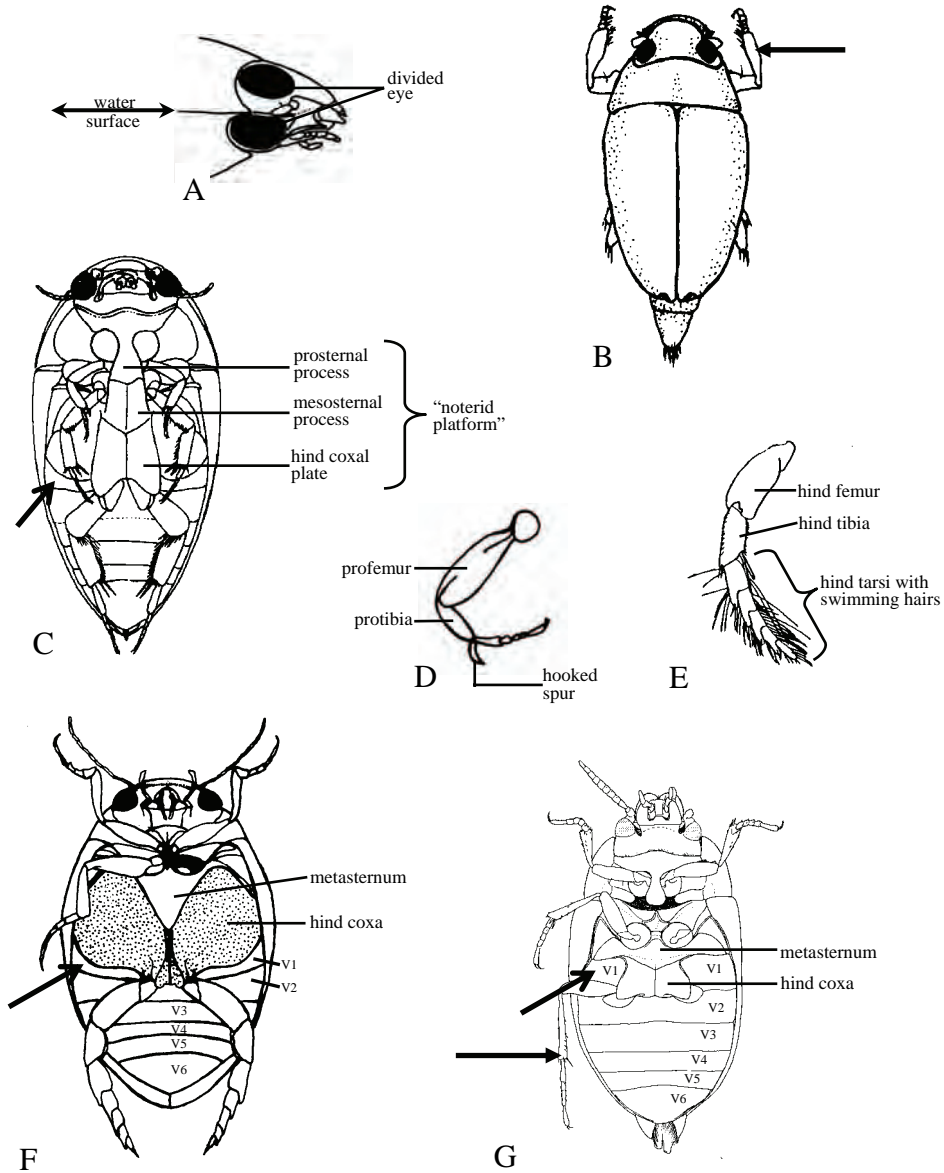 divided
eye
water
surface
A
B
prosternal
process
mesosternal
process
hind coxal
plate
“noterid
platform”
C
profemur
protibia
hooked
spur
D
hind femur
hind tibia
hind tarsi with
swimming hairs
E
metasternum
hind coxa
V1
V2
V3
V4
V5
V6
F
metasternum
hind coxa
V1
V1
V2
V3
V4
V5
V6
G